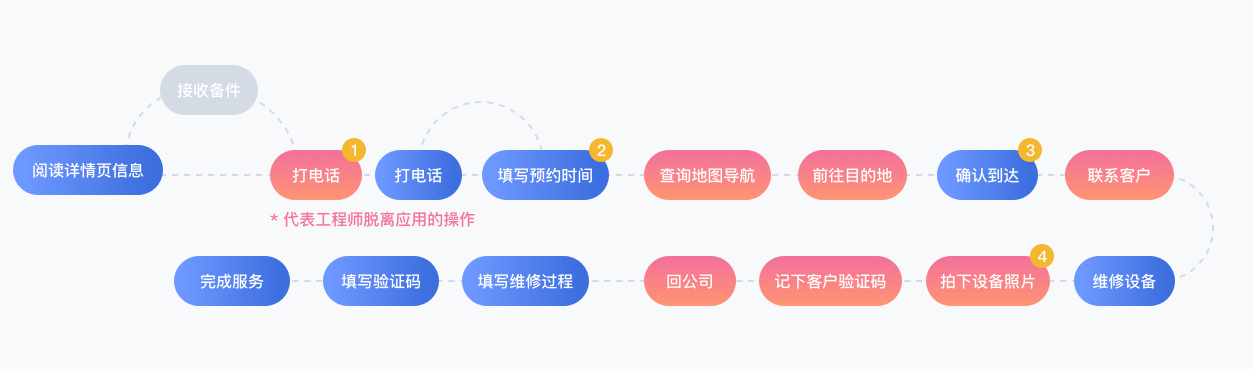 接收备件
阅读详情页信息
打电话
1
打电话
填写预约时间
2
查询地图导航
前往目的地
确认到达
3
联系客户
* 代表工程师脱离应用的操作
维修设备
拍下设备照片
4
记下客户验证码
回公司
填写维修过程
填写验证码
完成服务